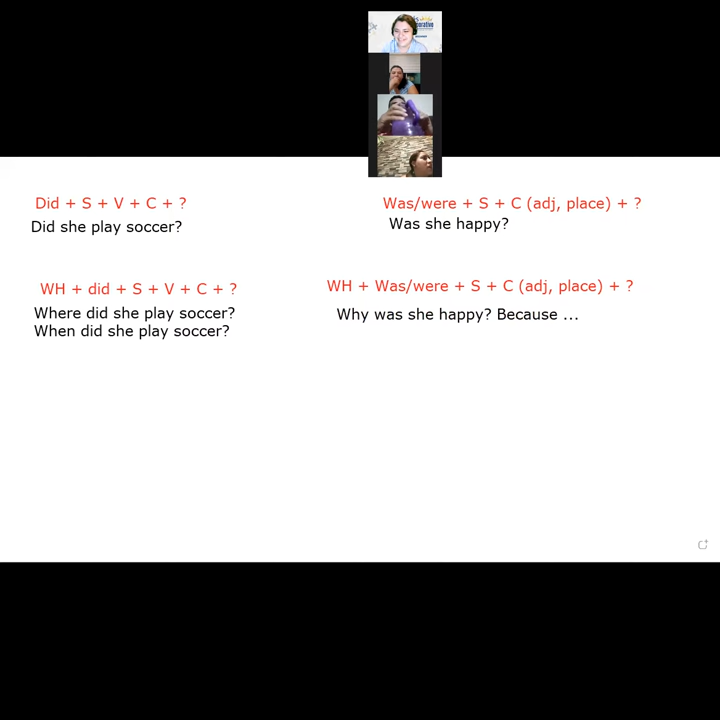 Did + S + V + C + ?
Did she play soccer?
Was/were + S + C (adj, place) + ?
Was she happy?
WH + did + S + V + C + ?
Where did she play soccer?
When did she play soccer?
WH + Was/were + S + C (adj, place) + ?
Why was she happy? Because ...